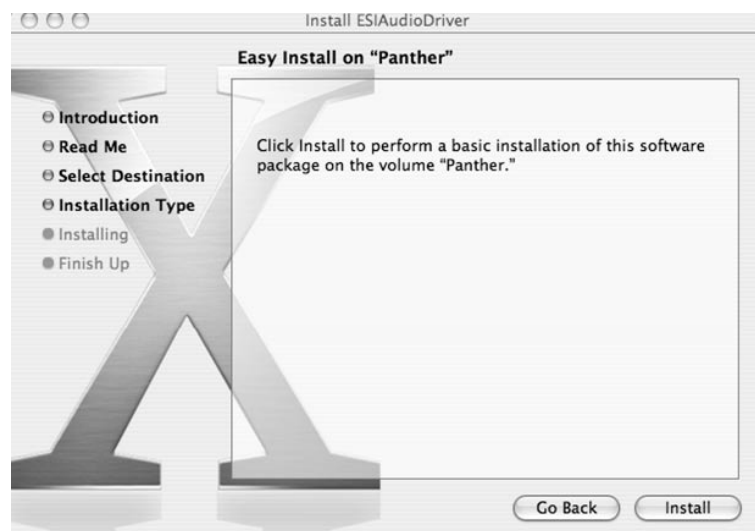 Install ESIAudioDriver
Easy Install on “Panther”
Introduction
Read Me
Select Destination
Installation Type
Installing
Finish Up
Click Install to perform a basic installation of this software
package on the volume “Panther.”
Go Back
Install